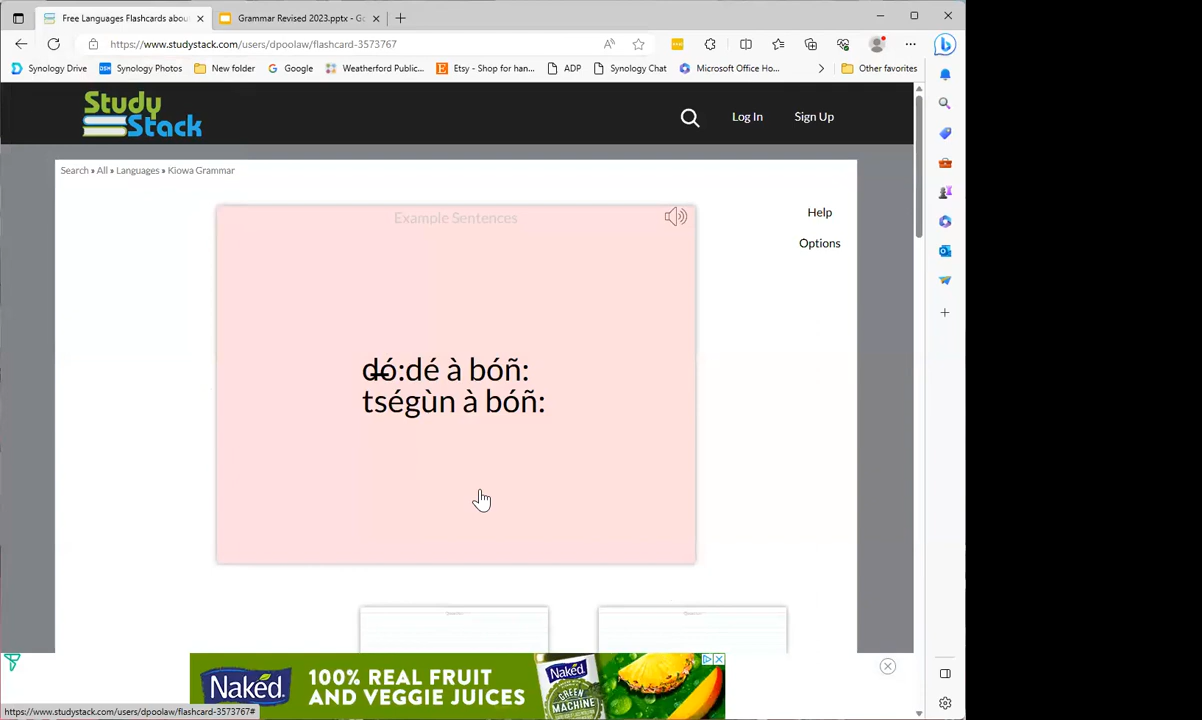 Free Languages Flashcards abou
Grammar Revised 2023.pptx - Go
https://www.studystack.com/users/dpoolaw/flashcard-3573767
Synology Drive
DSM
Synology Photos
New folder
Google
Weatherford Public...
Etsy - Shop for han...
ADP
Synology Chat
Microsoft Office Ho...
Other favorites
Study
Stack
Log In
Sign Up
Search » All » Languages » Kiowa Grammar
Help
Options
Example Sentences
dó:dé à bóñ:
tségùn à bóñ:
Naked
100% REAL FRUIT
AND VEGGIE JUICES
Naked
GREEN
MACHINE
https://www.studystack.com/users/dpoolaw/flashcard-3573767#